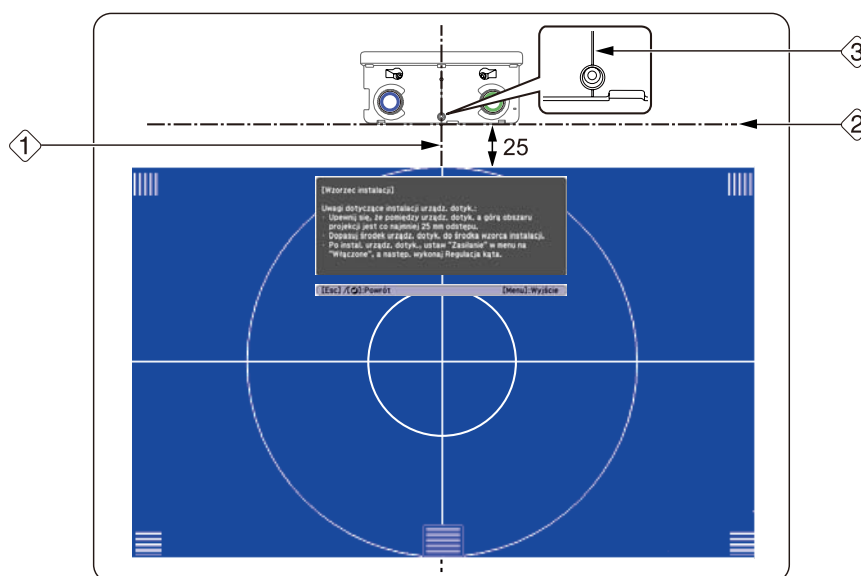 3
1
2
25
[Wzorzec instalacji]
Uwagi dotyczące instalacji urządz. dotyk.:
· Upewnij się, że pomiędzy urządz. dotyk. a górą obszaru
projekcji jest co najmniej 25 mm odstępu.
· Dopasuj środek urządz. dotyk. do środka wzorca instalacji.
· Po instal. urządz. dotyk., ustaw "Zasilanie" w menu na
"Włączone", a następ. wykonaj Regulacja kąta.
[Esc] /[⮌]:Powrót [Menu]:Wyjście